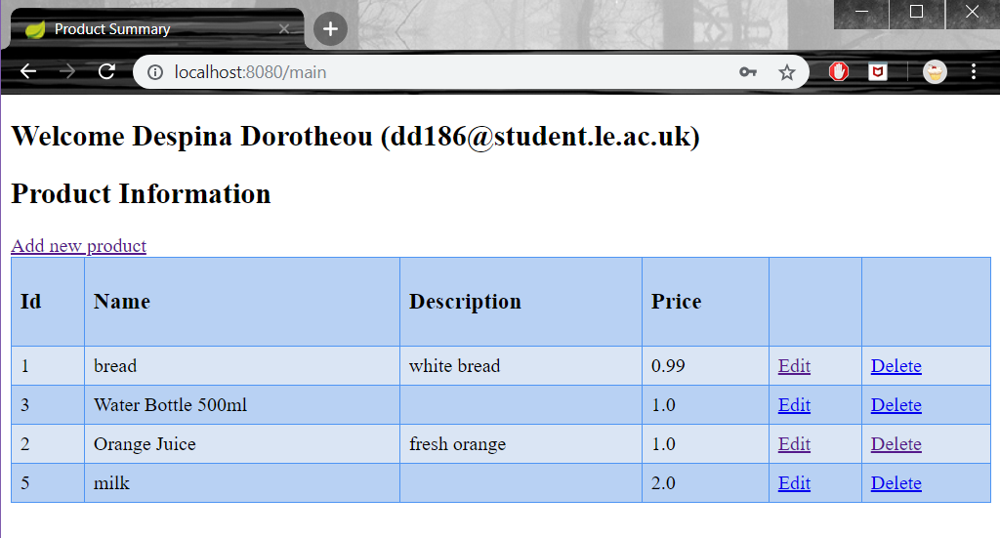 Product Summary
localhost:8080/main
Welcome Despina Dorotheou (dd186@student.le.ac.uk)
Product Information
Add new product
Id Name Description Price
1 bread white bread 0.99 Edit Delete
3 Water Bottle 500ml 1.0 Edit Delete
2 Orange Juice fresh orange 1.0 Edit Delete
5 milk 2.0 Edit Delete